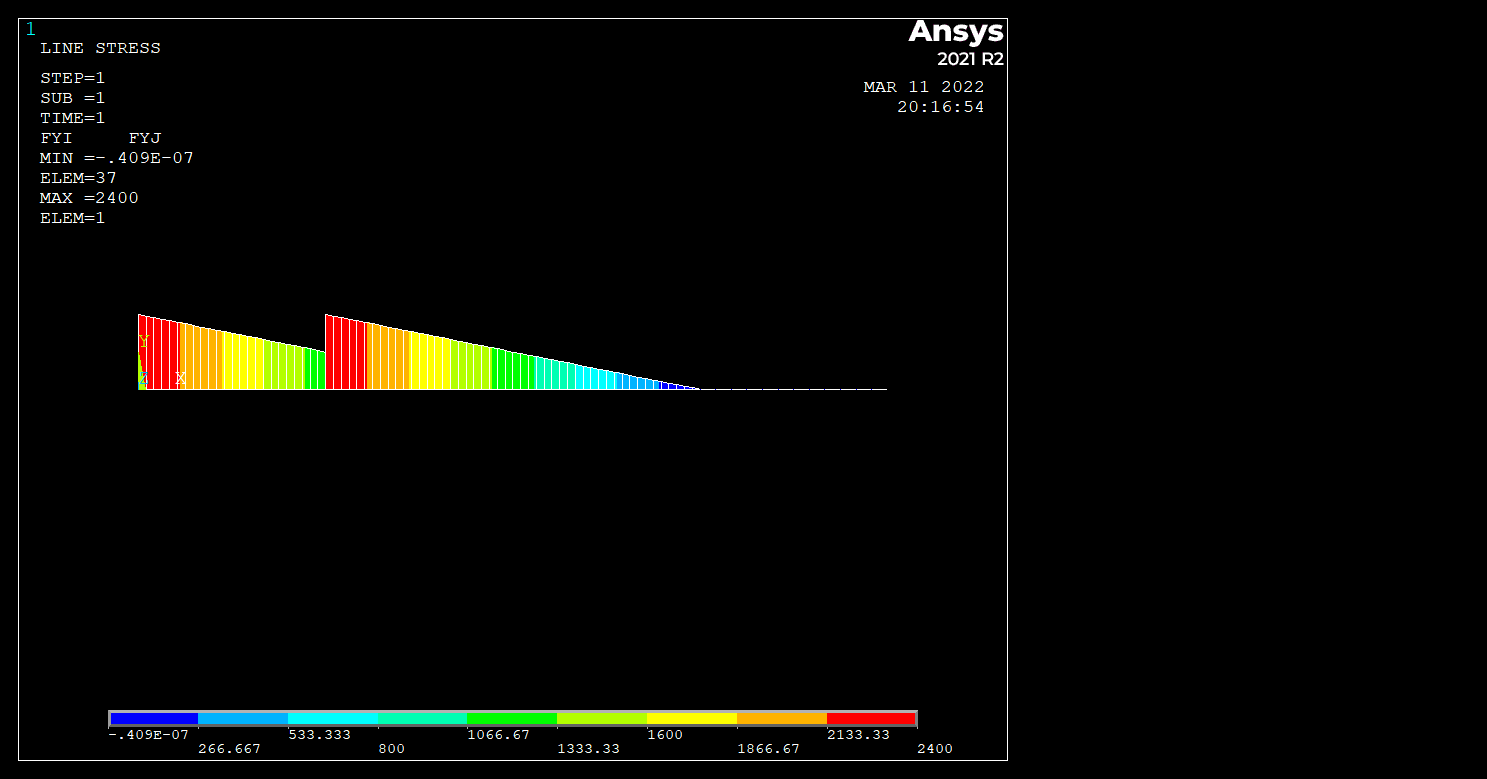 1
Ansys
2021 R2
LINE STRESS
STEP=1
SUB =1
TIME=1
FYI FYJ
MIN =-.409E-07
ELEM=37
MAX =2400
ELEM=1
MAR 11 2022
20:16:54
Y
Z X
-.409E-07 533.333 1066.67 1600 2133.33
266.667 800 1333.33 1866.67 2400